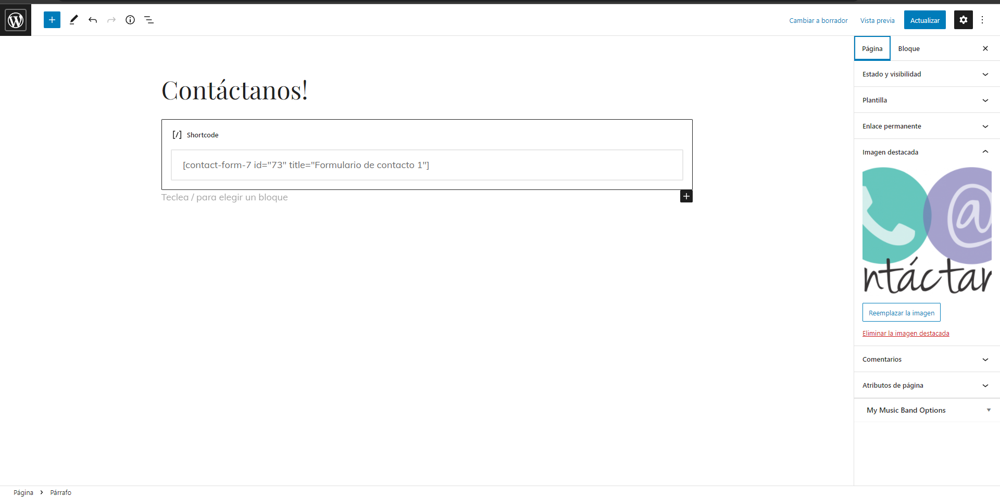 Cambiar a borrador
Vista previa
Actualizar
Página
Bloque
Contáctanos!
Shortcode
[contact-form-7 id="73" title="Formulario de contacto 1"]
Teclea / para elegir un bloque
Estado y visibilidad
Plantilla
Enlace permanente
Imagen destacada
@
ntáctan
Reemplazar la imagen
Eliminar la imagen destacada
Comentarios
Atributos de página
My Music Band Options
Página > Párrafo